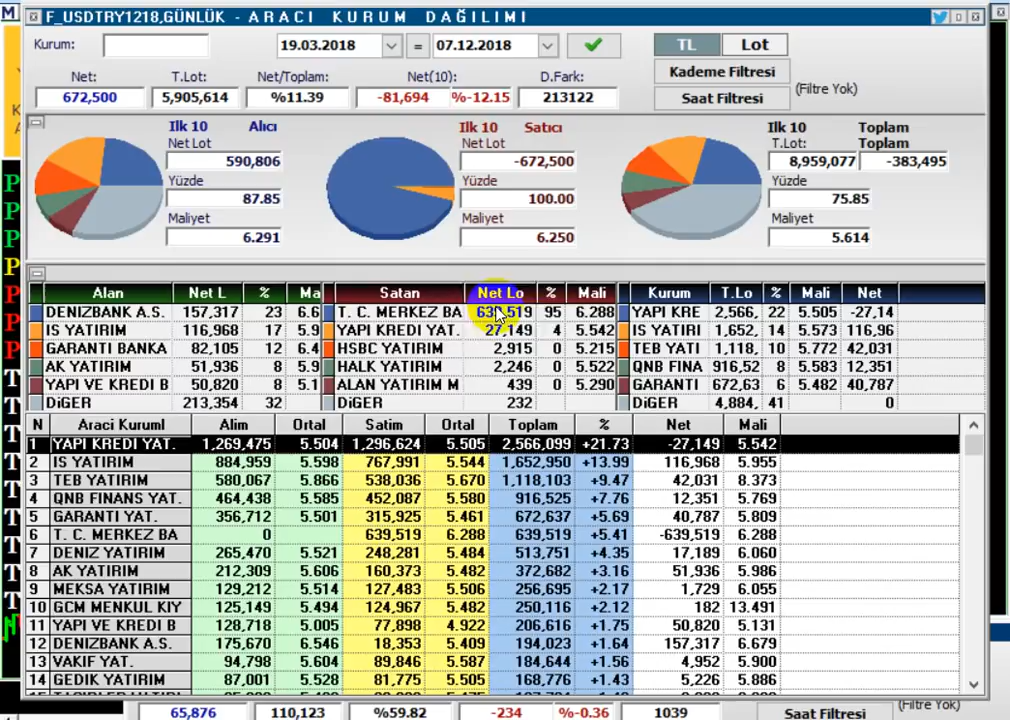 F_USDTRY1218,GÜNLÜK - ARACI KURUM DAĞILIMI
Kurum: 19.03.2018 = 07.12.2018 TL Lot
Kademe Filtresi
Net: T.Lot: Net/Toplam: Net(10): D.Fark: (Filtre Yok)
672,500 5,905,614 %11.39 -81,694 %-12.15 213122 Saat Filtresi
Ilk 10 Alıcı Ilk 10 Satıcı Ilk 10 Toplam
Net Lot Net Lot T.Lot: Toplam
590,806 -672,500 8,959,077 -383,495
Yüzde Yüzde Yüzde
87.85 100.00 75.85
Maliyet Maliyet Maliyet
6.291 6.250 5.614
Alan Net L % Ma Satan Net Lo % Mali Kurum T.Lo % Mali Net
DENIZBANK A.S. 157,317 23 6.6 T. C. MERKEZ BA 639,519 95 6.288 YAPI KRE 2,566, 22 5.505 -27,14
IS YATIRIM 116,968 17 5.9 YAPI KREDI YAT. 27,149 4 5.542 IS YATIRI 1,652, 14 5.573 116,96
GARANTI BANKA 82,105 12 6.4 HSBC YATIRIM 2,915 0 5.215 TEB YATI 1,118, 10 5.772 42,031
AK YATIRIM 51,936 8 5.9 HALK YATIRIM 2,246 0 5.522 QNB FINA 916,52 8 5.583 12,351
YAPI VE KREDI B 50,820 8 5.1 ALAN YATIRIM M 439 0 5.290 GARANTI 672,63 6 5.482 40,787
DiGER 213,354 32 DiGER 232 DiGER 4,884, 41 0
N Araci KurumI Alim Ortal Satim Ortal Toplam % Net Mali
1 YAPI KREDI YAT. 1,269,475 5.504 1,296,624 5.505 2,566,099 +21.73 -27,149 5.542
2 IS YATIRIM 884,959 5.598 767,991 5.544 1,652,950 +13.99 116,968 5.955
3 TEB YATIRIM 580,067 5.866 538,036 5.670 1,118,103 +9.47 42,031 8.373
4 QNB FINANS YAT. 464,438 5.585 452,087 5.580 916,525 +7.76 12,351 5.769
5 GARANTI YAT. 356,712 5.501 315,925 5.461 672,637 +5.69 40,787 5.809
6 T. C. MERKEZ BA 0 639,519 6.288 639,519 +5.41 -639,519 6.288
7 DENIZ YATIRIM 265,470 5.521 248,281 5.484 513,751 +4.35 17,189 6.060
8 AK YATIRIM 212,309 5.606 160,373 5.482 372,682 +3.16 51,936 5.986
9 MEKSA YATIRIM 129,212 5.514 127,483 5.506 256,695 +2.17 1,729 6.055
10 GCM MENKUL KIY 125,149 5.494 124,967 5.482 250,116 +2.12 182 13.491
11 YAPI VE KREDI B 128,718 5.005 77,898 4.922 206,616 +1.75 50,820 5.131
12 DENIZBANK A.S. 175,670 6.546 18,353 5.409 194,023 +1.64 157,317 6.679
13 VAKIF YAT. 94,798 5.604 89,846 5.587 184,644 +1.56 4,952 5.900
14 GEDIK YATIRIM 87,001 5.528 81,775 5.505 168,776 +1.43 5,226 5.886
65,876 110,123 %59.82 -234 %-0.36 1039 Saat Filtresi (Filtre Yok)